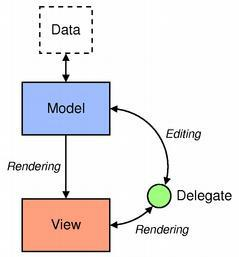 Data
Model
Editing
Rendering
Delegate
View
Rendering